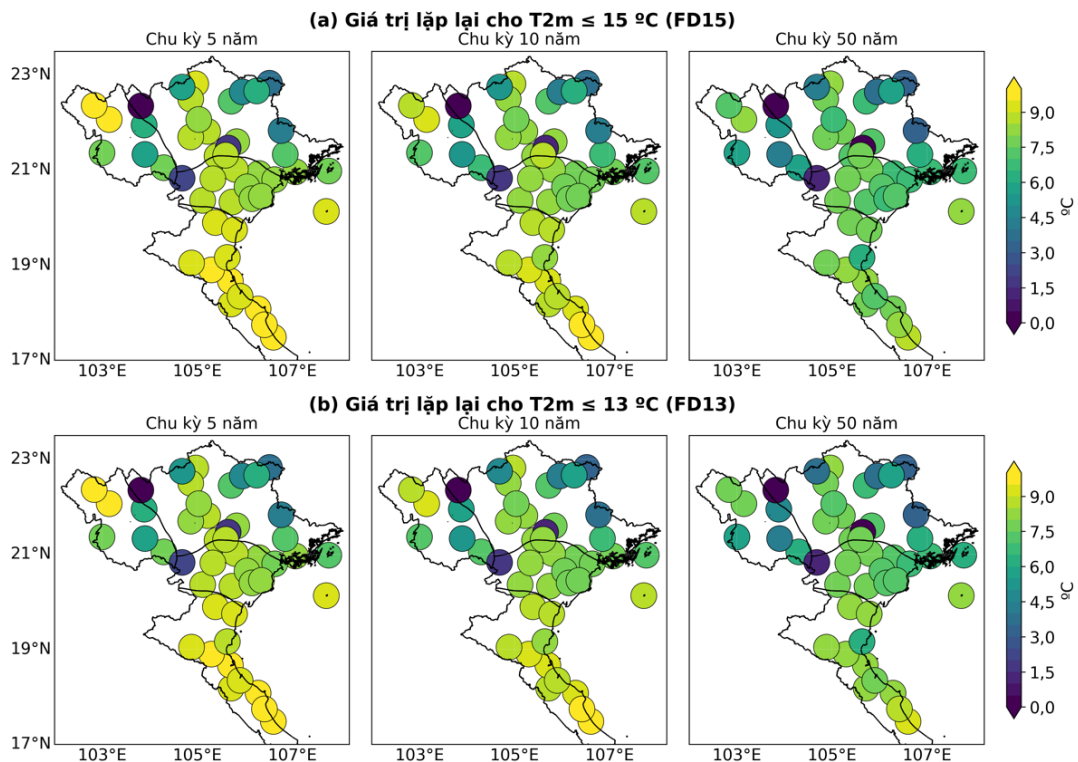 (a) Giá trị lặp lại cho T2m ≤ 15 ºC (FD15)
Chu kỳ 5 năm Chu kỳ 10 năm Chu kỳ 50 năm
23°N
21°N
19°N
17°N
103°E 105°E 107°E 103°E 105°E 107°E 103°E 105°E 107°E
9,0
7,5
6,0
4,5
3,0
1,5
0,0
ºC
(b) Giá trị lặp lại cho T2m ≤ 13 ºC (FD13)
Chu kỳ 5 năm Chu kỳ 10 năm Chu kỳ 50 năm
23°N
21°N
19°N
17°N
103°E 105°E 107°E 103°E 105°E 107°E 103°E 105°E 107°E
9,0
7,5
6,0
4,5
3,0
1,5
0,0
ºC